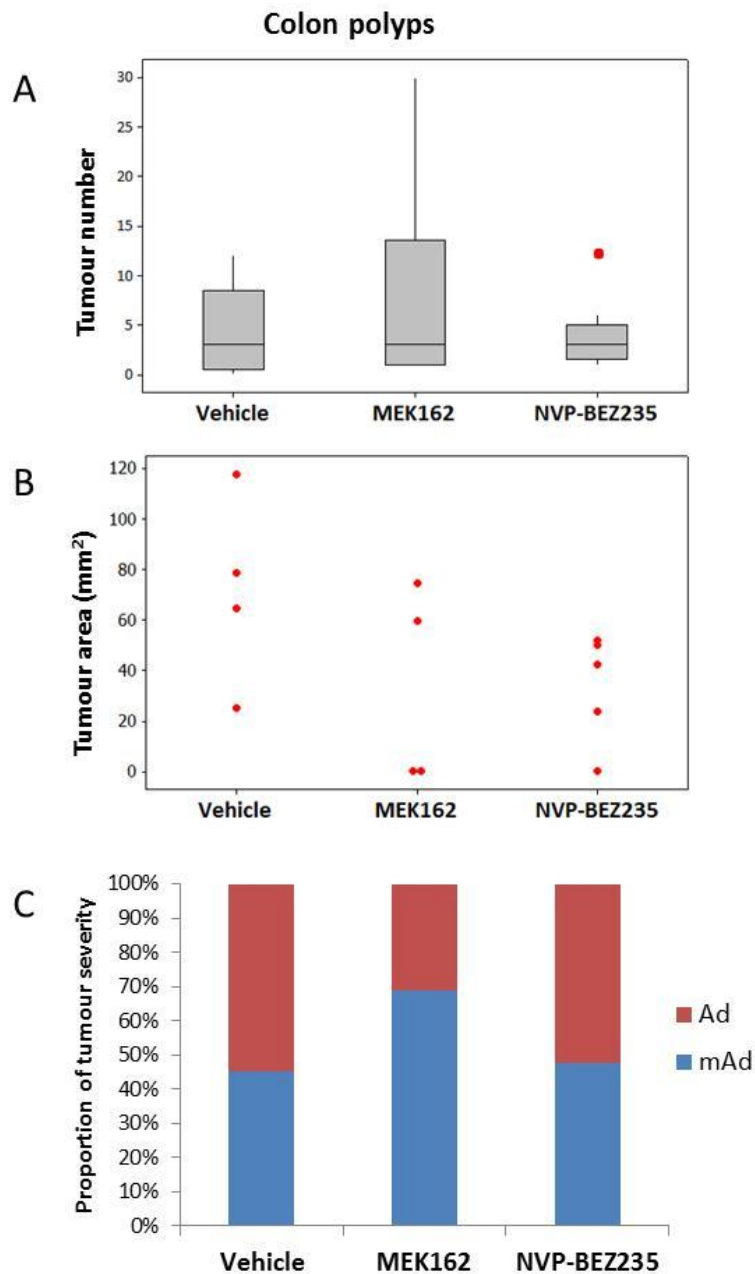 Colon polyps
A
Tumour number
30
25
20
15
10
5
0
Vehicle MEK162 NVP-BEZ235
B
Tumour area (mm²)
120
100
80
60
40
20
0
Vehicle MEK162 NVP-BEZ235
C
Proportion of tumour severity
100%
90%
80%
70%
60%
50%
40%
30%
20%
10%
0%
Ad
mAd
Vehicle MEK162 NVP-BEZ235